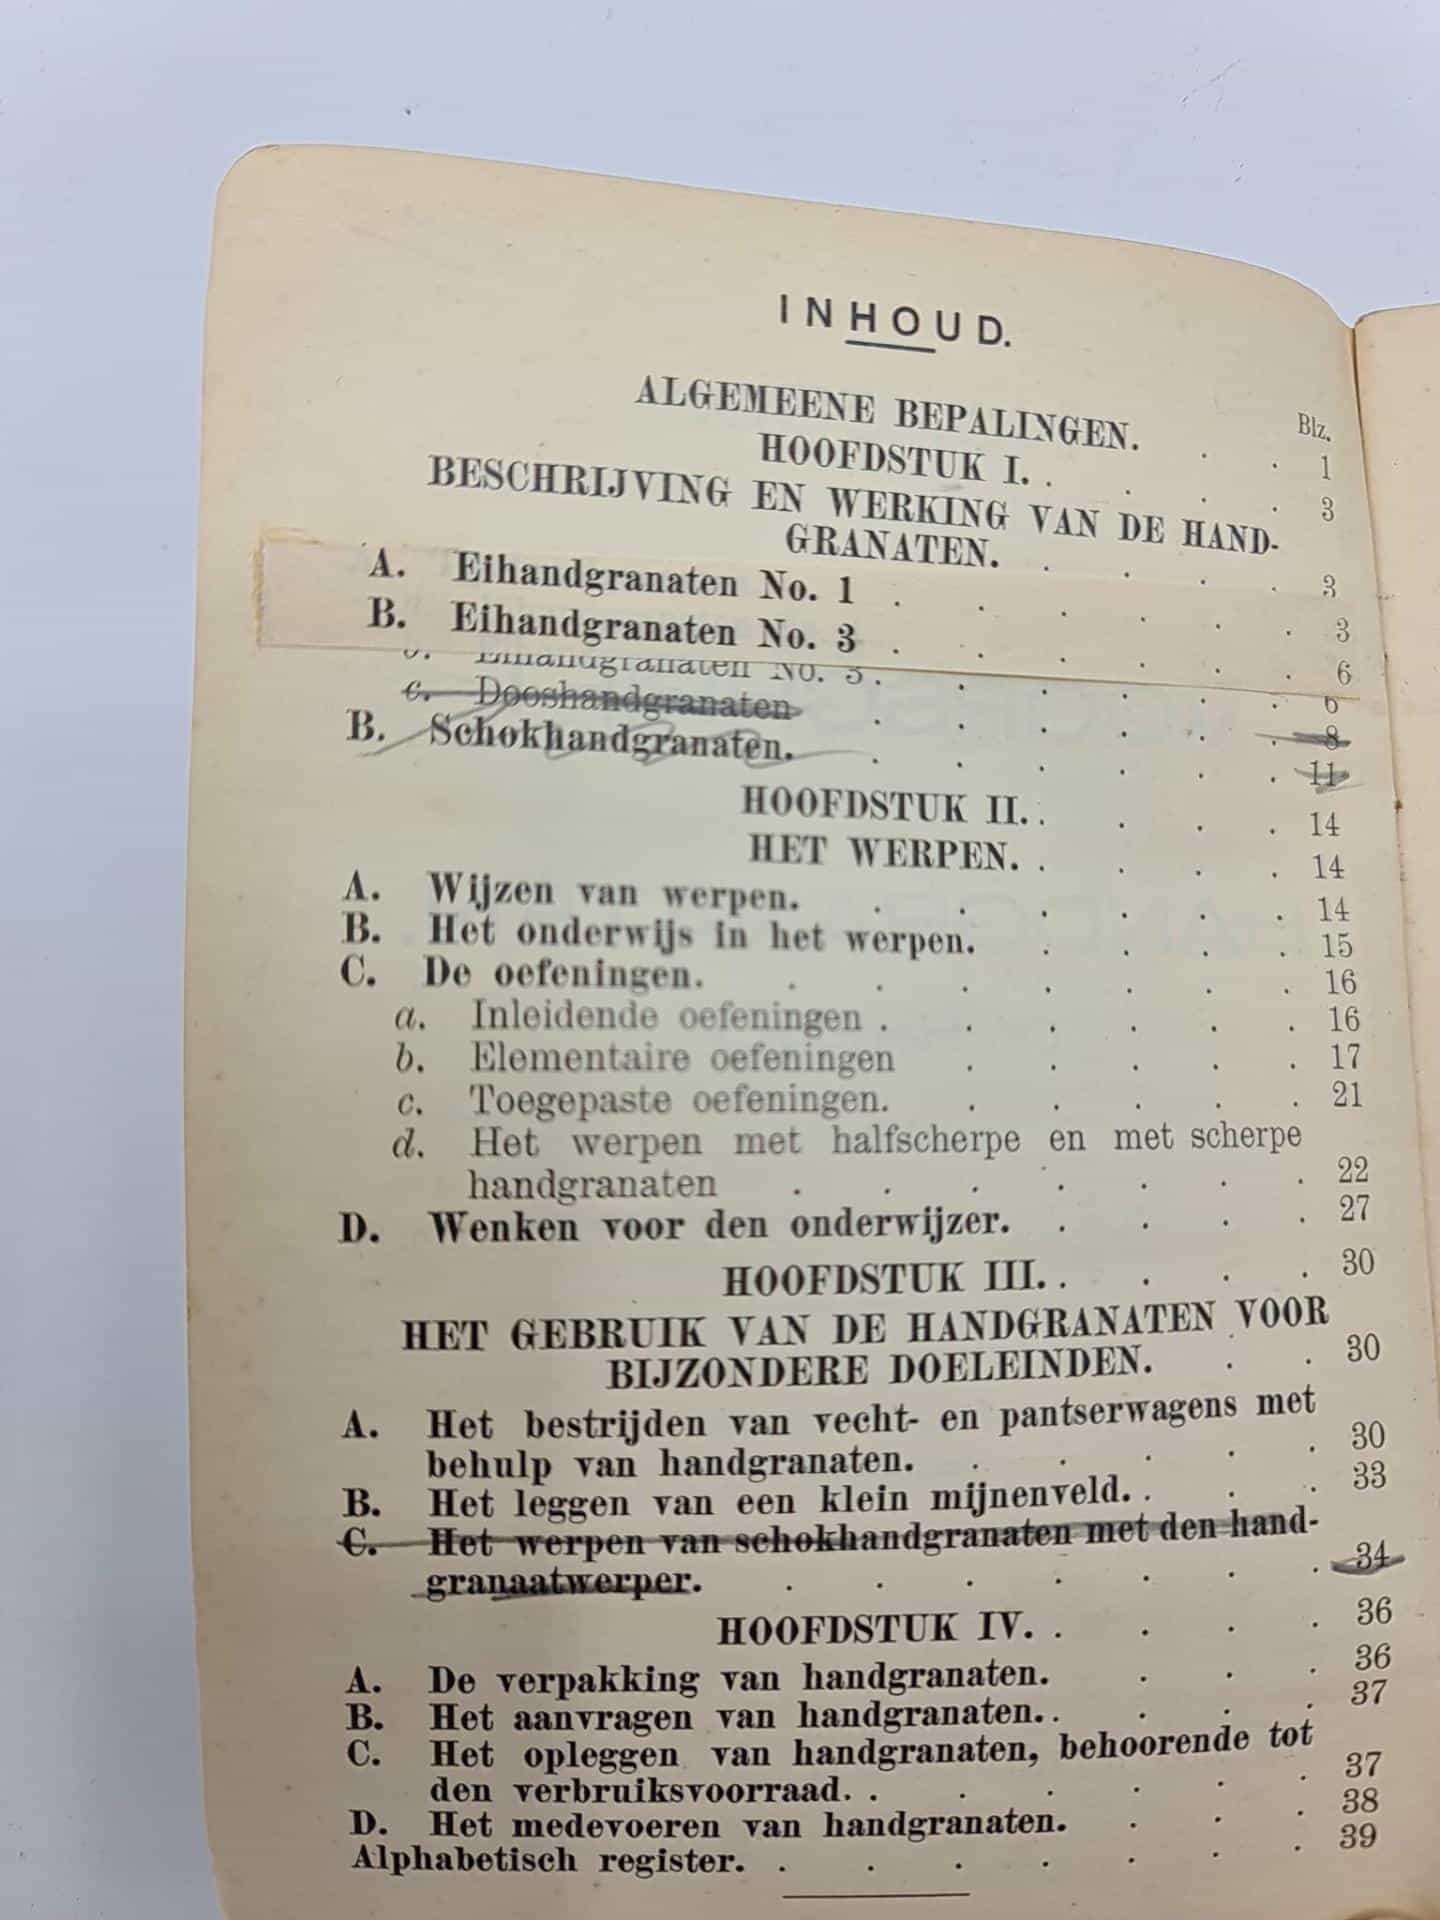 INHOUD.
Blz.
ALGEMEENE BEPALINGEN. . . 1
HOOFDSTUK I. . . . . 3
BESCHRIJVING EN WERKING VAN DE HAND-
GRANATEN. . . . . 3
A. Eihandgranaten No. 1 . . . . . . 3
B. Eihandgranaten No. 3 . . . . . . 6
Eihandgranaten No. 3 . . . . . . 6
c. Dooshandgranaten . . . . . . 8
B. Schokhandgranaten. . . . . . . 11
HOOFDSTUK II. . . . . 14
HET WERPEN. . . . . 14
A. Wijzen van werpen. . . . . . . 14
B. Het onderwijs in het werpen. . . . . 15
C. De oefeningen. . . . . . . . 16
a. Inleidende oefeningen . . . . . . 16
b. Elementaire oefeningen . . . . . 17
c. Toegepaste oefeningen. . . . . . 21
d. Het werpen met halfscherpe en met scherpe
handgranaten . . . . . . . 22
D. Wenken voor den onderwijzer. . . . . 27
HOOFDSTUK III. . . . . 30
HET GEBRUIK VAN DE HANDGRANATEN VOOR
BIJZONDERE DOELEINDEN. . . 30
A. Het bestrijden van vecht- en pantserwagens met
behulp van handgranaten. . . . . . 30
B. Het leggen van een klein mijnenveld. . . . 33
C. Het werpen van schokhandgranaten met den hand-
granaatwerper. . . . . . . . 34
HOOFDSTUK IV. . . . . 36
A. De verpakking van handgranaten. . . . 36
B. Het aanvragen van handgranaten. . . . . 37
C. Het opleggen van handgranaten, behoorende tot
den verbruiksvoorraad. . . . . . . 37
D. Het medevoeren van handgranaten. . . . 38
Alphabetisch register. . . . . . . . 39